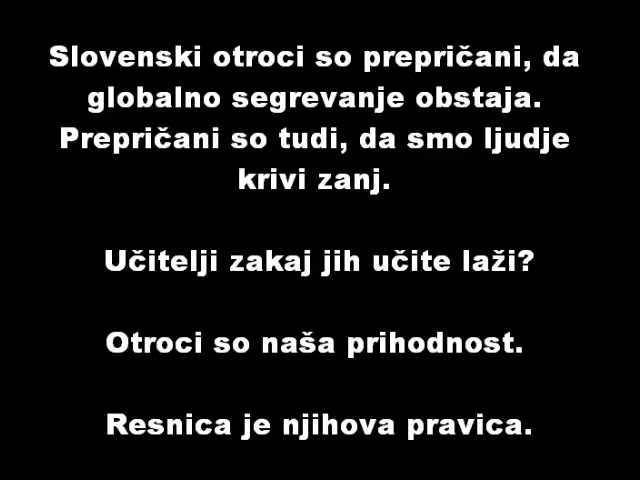 Slovenski otroci so prepričani, da
globalno segrevanje obstaja.
Prepričani so tudi, da smo ljudje
krivi zanj.
Učitelji zakaj jih učite laži?
Otroci so naša prihodnost.
Resnica je njihova pravica.